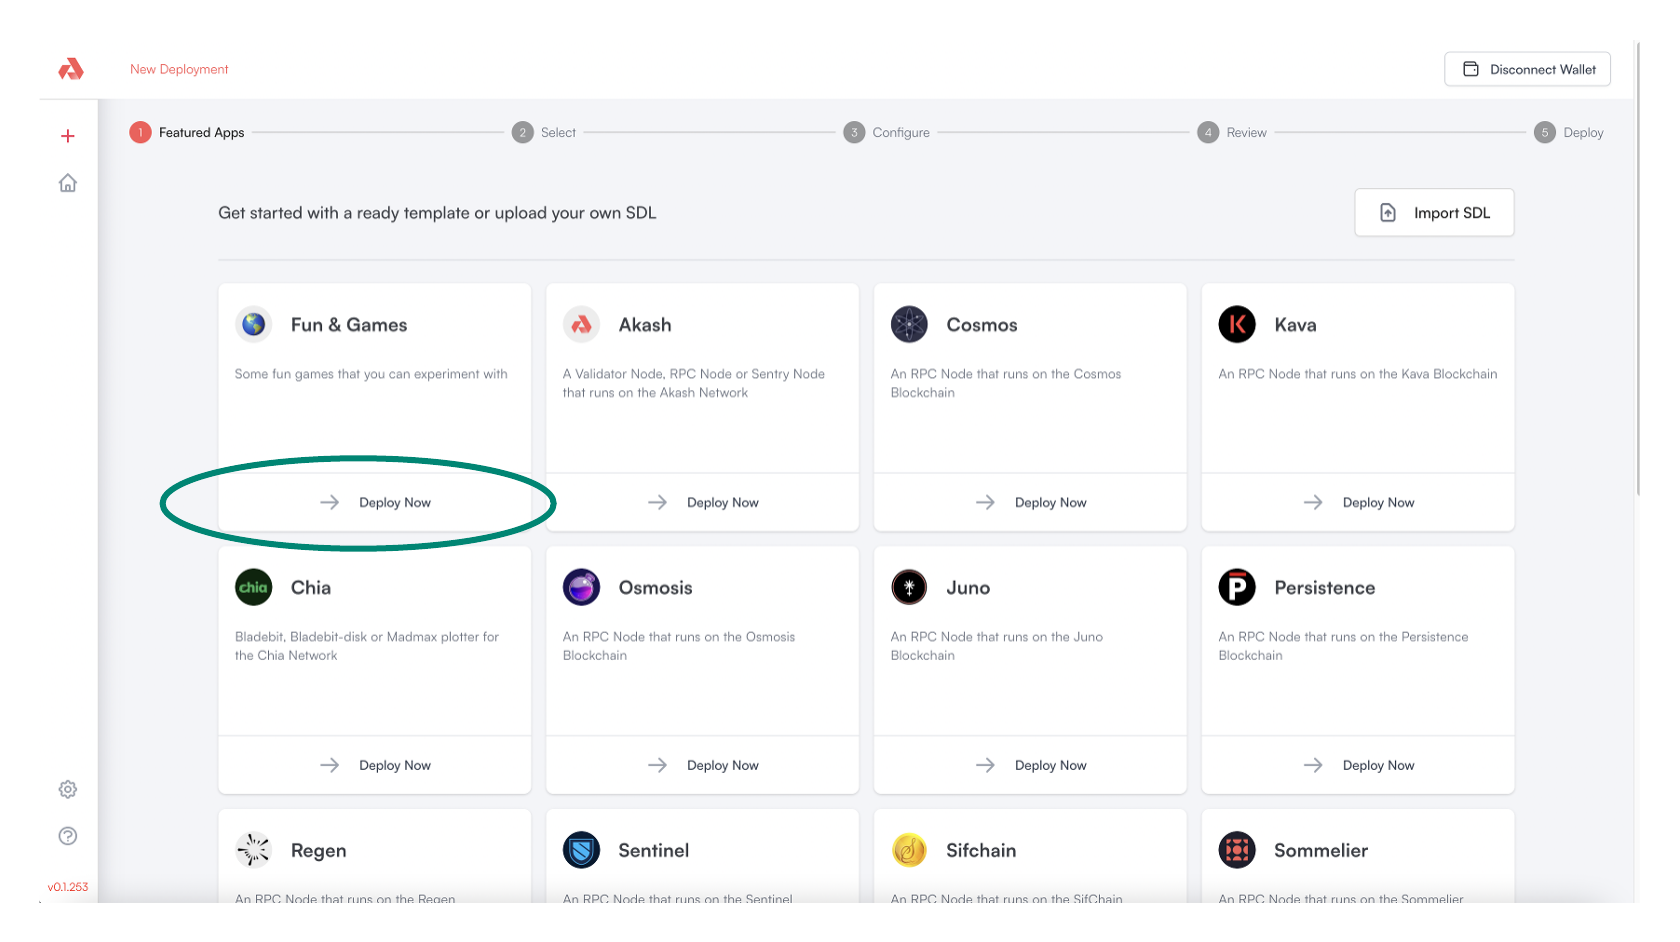 New Deployment
Disconnect Wallet
1 Featured Apps
2 Select
3 Configure
4 Review
5 Deploy
Get started with a ready template or upload your own SDL
Import SDL
Fun & Games
Some fun games that you can experiment with
Deploy Now
Akash
A Validator Node, RPC Node or Sentry Node
that runs on the Akash Network
Deploy Now
Cosmos
An RPC Node that runs on the Cosmos
Blockchain
Deploy Now
Kava
An RPC Node that runs on the Kava Blockchain
Deploy Now
chia
Chia
Bladebit, Bladebit-disk or Madmax plotter for
the Chia Network
Deploy Now
Osmosis
An RPC Node that runs on the Osmosis
Blockchain
Deploy Now
Juno
An RPC Node that runs on the Juno
Blockchain
Deploy Now
Persistence
An RPC Node that runs on the Persistence
Blockchain
Deploy Now
Regen
An RPC Node that runs on the Regen
Sentinel
An RPC Node that runs on the Sentinel
Sifchain
An RPC Node that runs on the SifChain
Sommelier
An RPC Node that runs on the Sommelier
v0.1.253